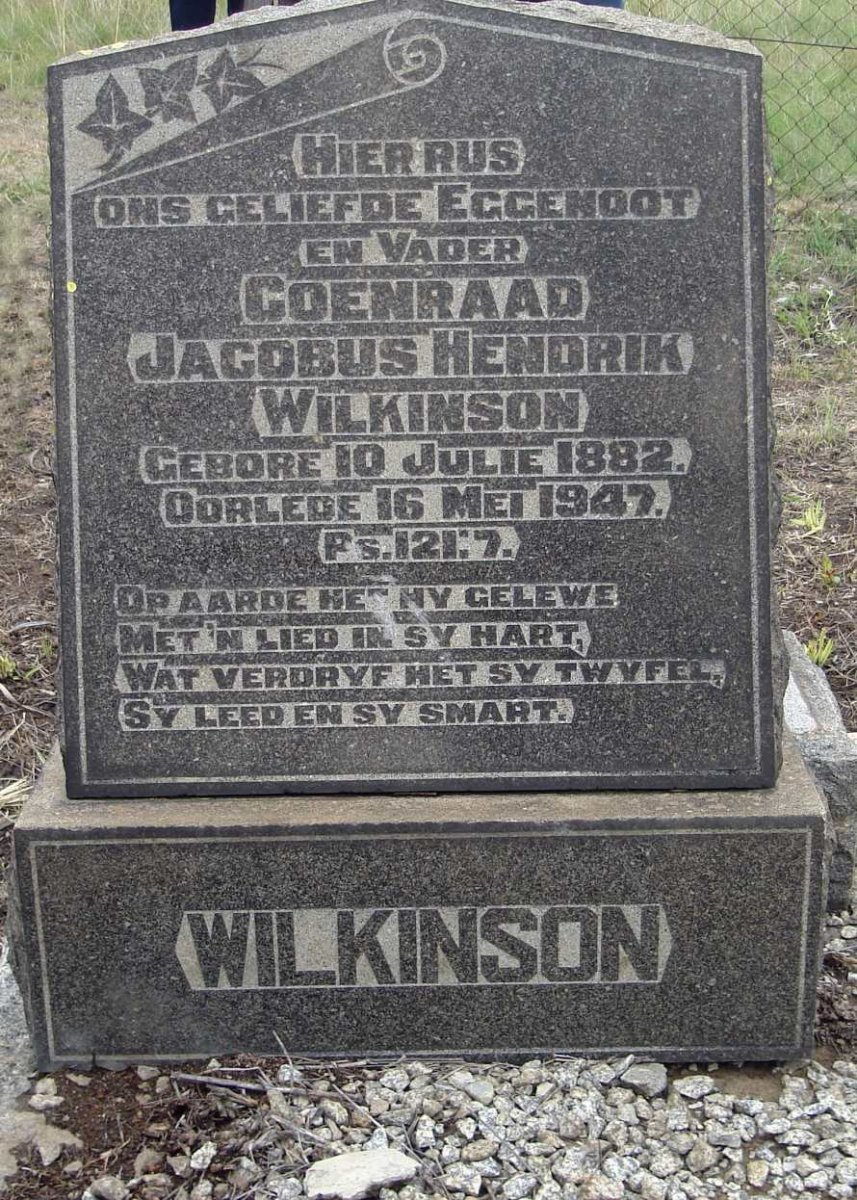 HIER RUS
ONS GELIEFDE EGGENOOT
EN VADER
COENRAAD
JACOBUS HENDRIK
WILKINSON
GEBORE 10 JULIE 1882.
OORLEDE 16 MEI 1947.
PS. 121:7.
OP AARDE HET HY GELEWE
MET 'N LIED IN SY HART,
WAT VERDRYF HET SY TWYFEL,
SY LEED EN SY SMART.
WILKINSON